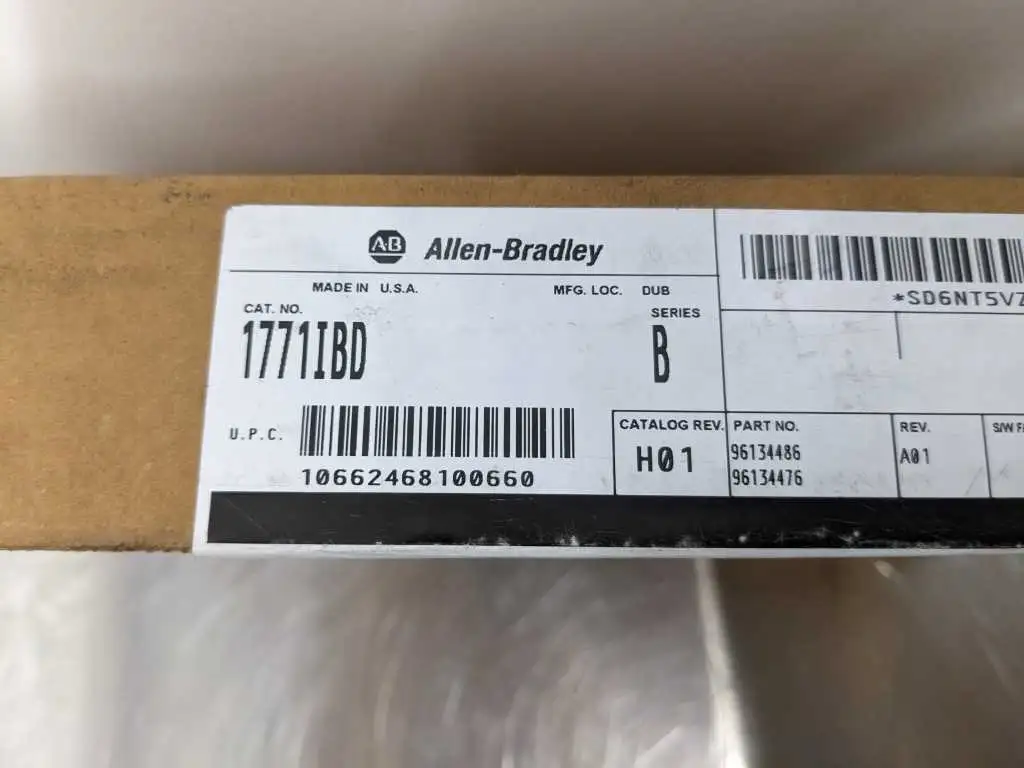 AB Allen-Bradley
MADE IN U.S.A.
MFG. LOC. DUB
CAT. NO.
1771IBD
SERIES
B
U.P.C.
10662468100660
CATALOG REV.
H01
PART NO.
96134486
96134476
REV.
A01
S/W
*SD6NT5VZ